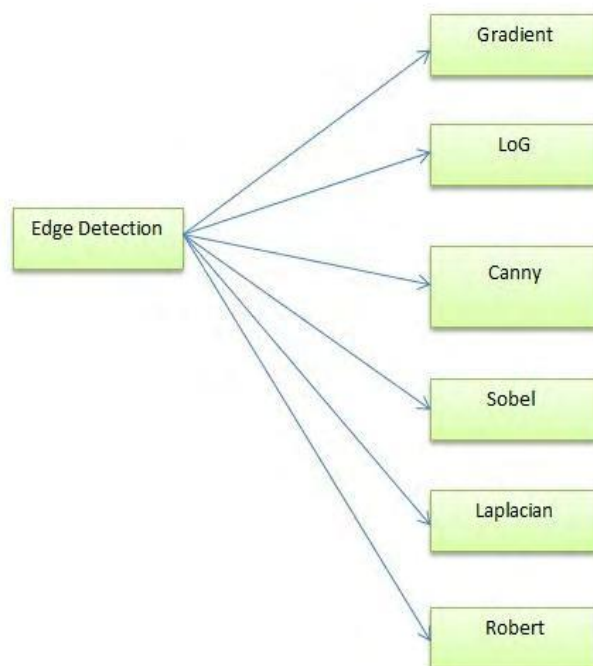 Gradient
LoG
Edge Detection
Canny
Sobel
Laplacian
Robert